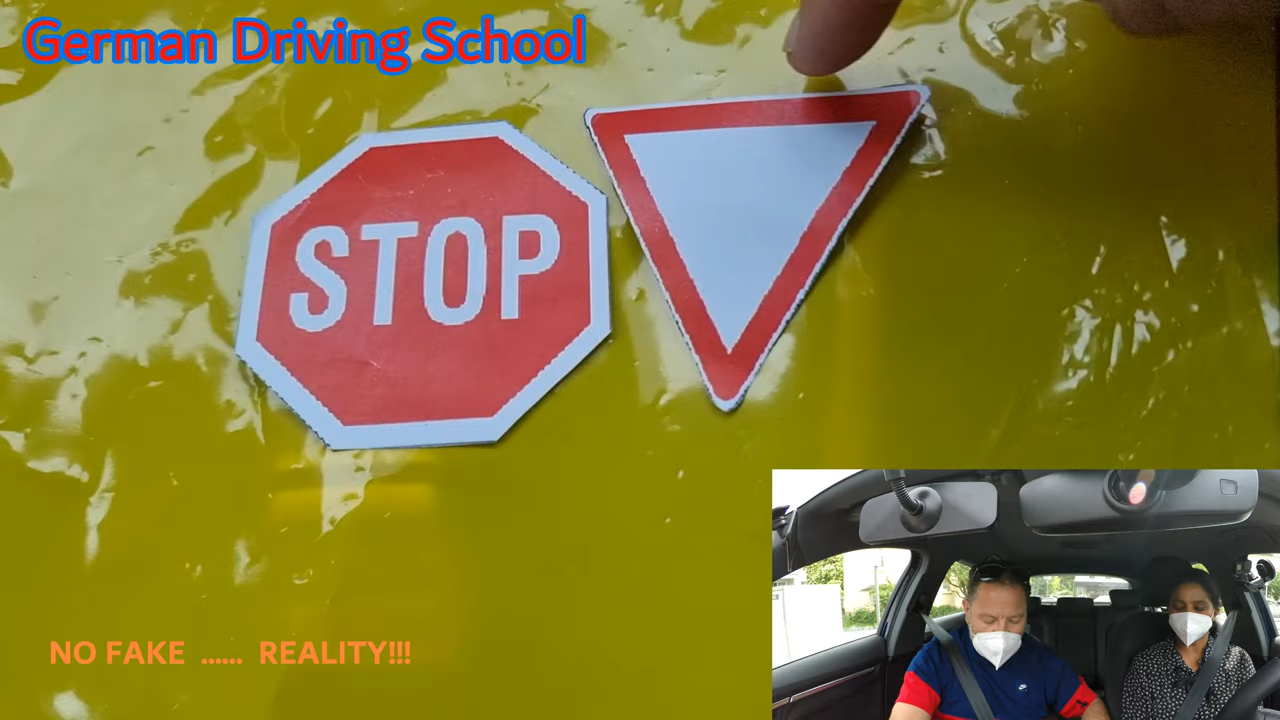 German Driving School
STOP
NO FAKE ...... REALITY!!!